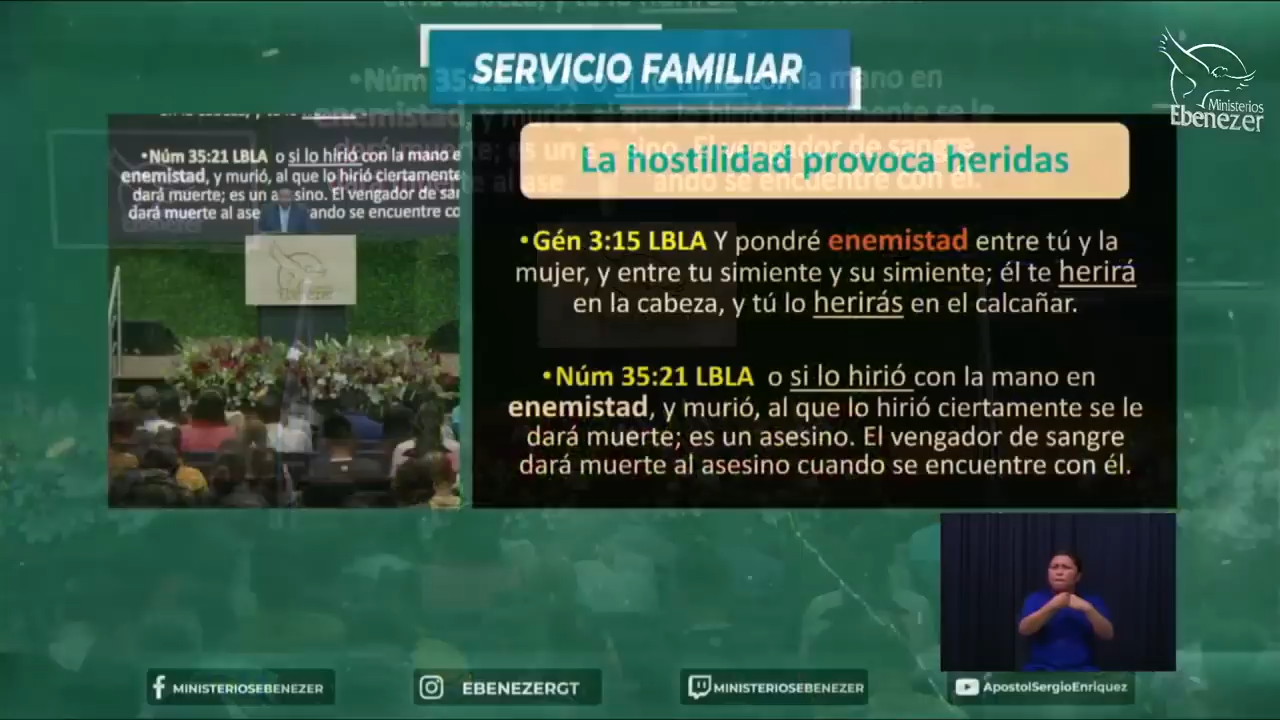 SERVICIO FAMILIAR
Ministerios
Ebenezer
•Núm 35:21 LBLA o si lo hirió con la mano e
enemistad, y murió, al que lo hirió ciertamente
dará muerte; es un a sino. El vengador de sa
dará muerte al ase ando se encuentre co
Ebenezer
La hostilidad provoca heridas
•Gén 3:15 LBLA Y pondré enemistad entre tú y la
mujer, y entre tu simiente y su simiente; él te herirá
en la cabeza, y tú lo herirás en el calcañar.
•Núm 35:21 LBLA o si lo hirió con la mano en
enemistad, y murió, al que lo hirió ciertamente se le
dará muerte; es un asesino. El vengador de sangre
dará muerte al asesino cuando se encuentre con él.
MINISTERIOSEBENEZER
EBENEZERGT
MINISTERIOSEBENEZER
ApostolSergioEnriquez